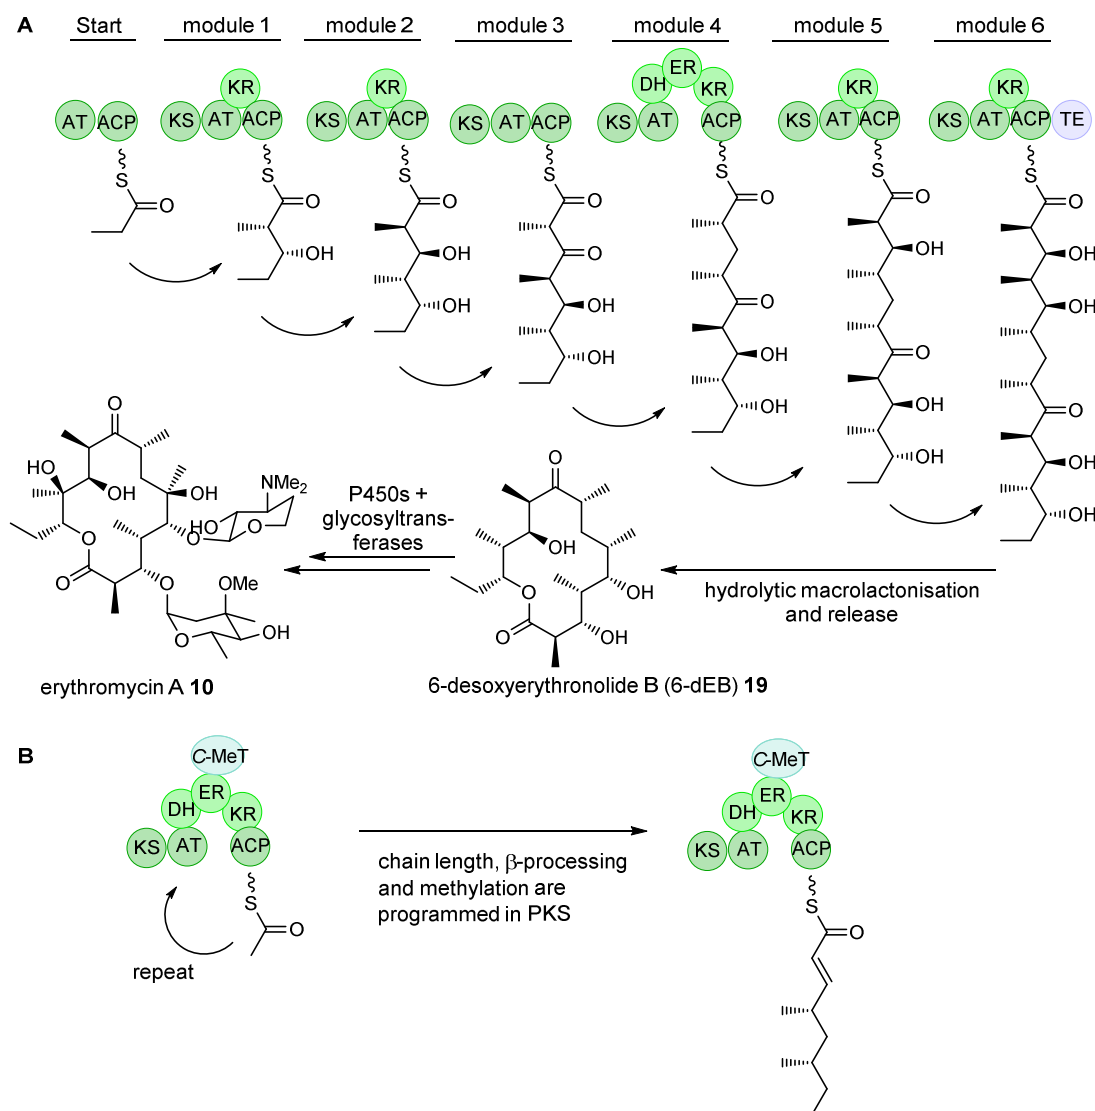 A
Start
module 1
module 2
module 3
module 4
module 5
module 6
AT ACP
KS AT KR ACP
KS AT KR ACP
KS AT ACP
KS AT DH ER KR ACP
KS AT KR ACP
KS AT KR ACP TE
S
O
S
O
OH
S
O
OH
OH
S
O
O
OH
OH
S
O
O
OH
OH
S
O
OH
O
OH
OH
S
O
OH
OH
O
OH
OH
O
HO
OH
OH
NMe2
HO
O
O
O
O
O
OMe
O
OH
erythromycin A 10
P450s +
glycosyltrans-
ferases
O
OH
OH
O
O
OH
6-desoxyerythronolide B (6-dEB) 19
hydrolytic macrolactonisation
and release
B
C-MeT
ER
DH KR
KS AT ACP
S
O
repeat
chain length, β-processing
and methylation are
programmed in PKS
C-MeT
ER
DH KR
KS AT ACP
S
O